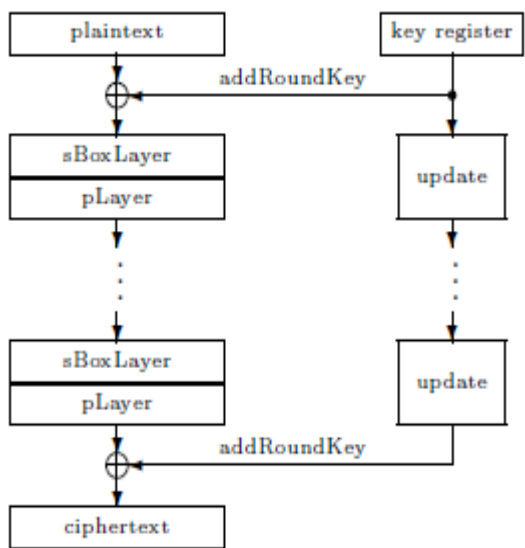 plaintext
key register
addRoundKey
sBoxLayer
pLayer
update
sBoxLayer
pLayer
update
addRoundKey
ciphertext